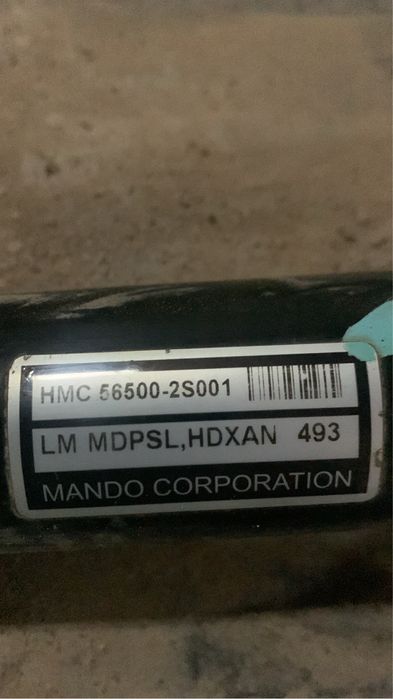 HMC 56500-2S001
LM MDPSL,HDXAN 493
MANDO CORPORATION